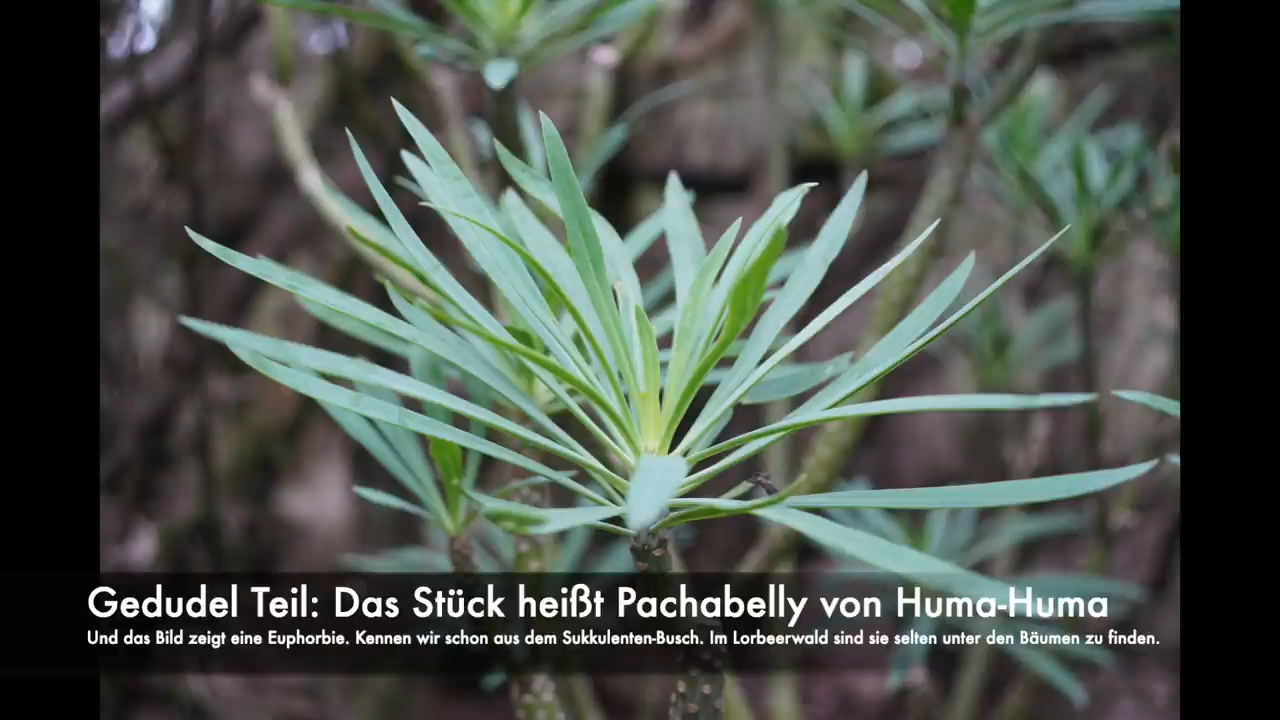 Gedudel Teil: Das Stück heißt Pachabelly von Huma-Huma
Und das Bild zeigt eine Euphorbie. Kennen wir schon aus dem Sukkulenten-Busch. Im Lorbeerwald sind sie selten unter den Bäumen zu finden.